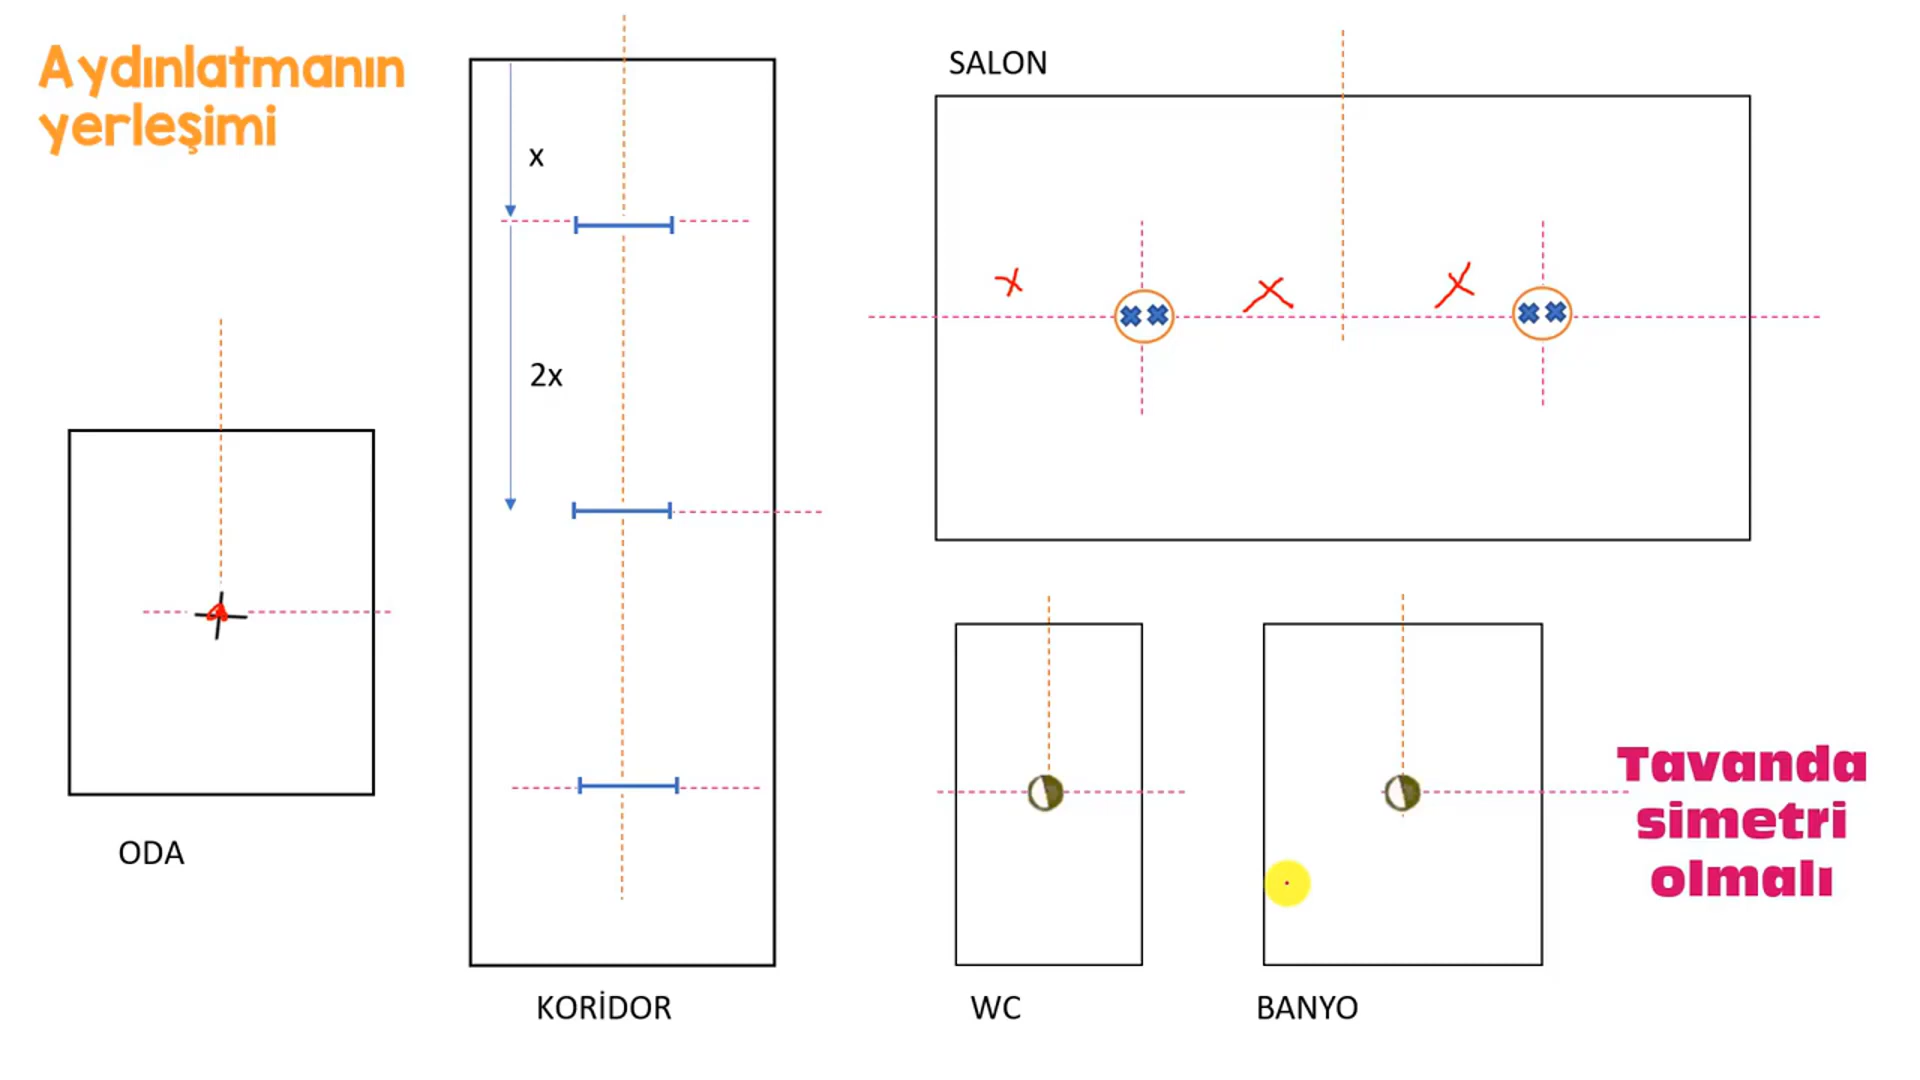 Aydınlatmanın
yerleşimi
SALON
x
2x
x
x
x
ODA
KORİDOR
WC
BANYO
Tavanda
simetri
olmalı